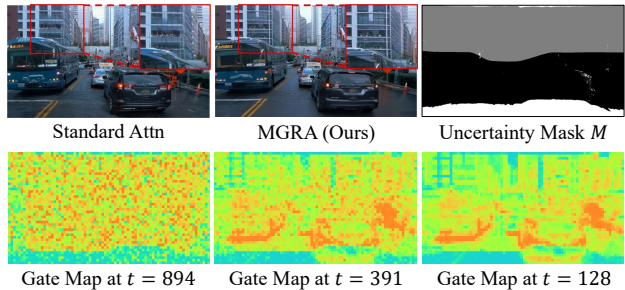 Standard Attn
MGRA (Ours)
Uncertainty Mask M
Gate Map at t = 894
Gate Map at t = 391
Gate Map at t = 128